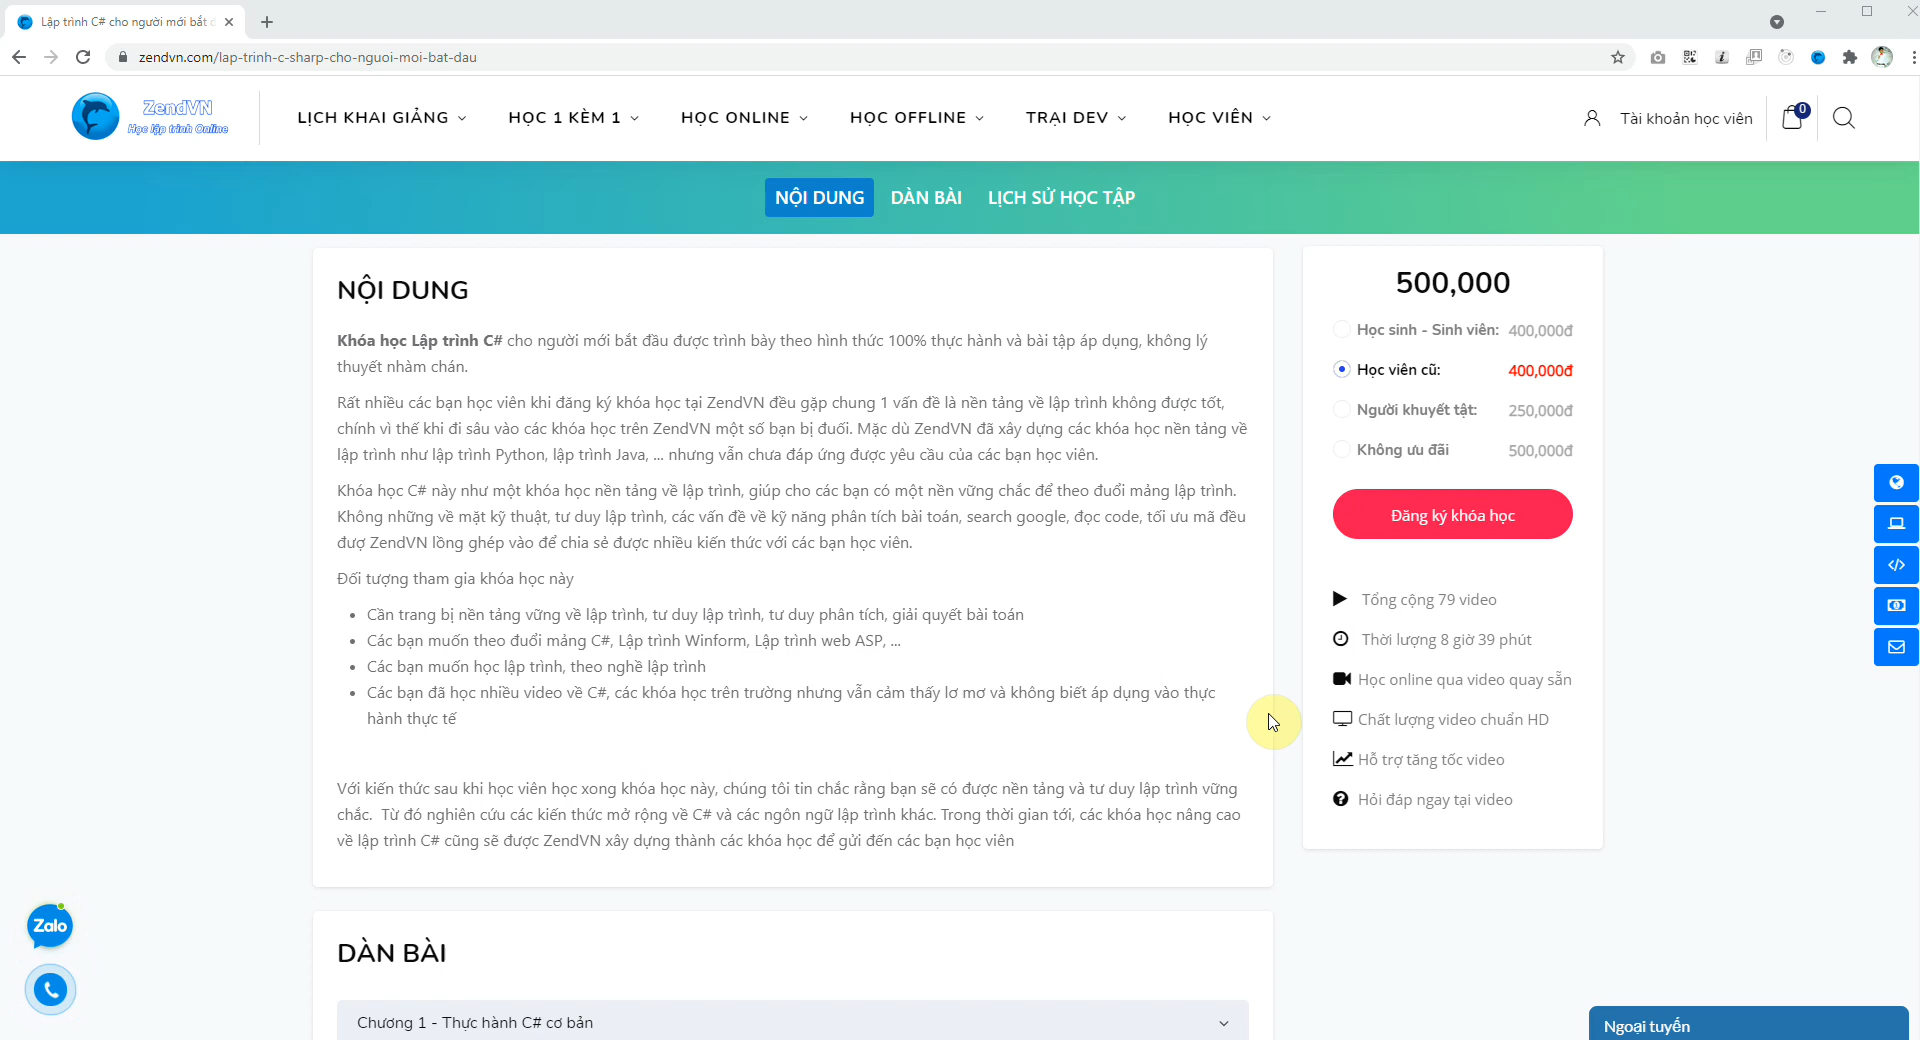 Lập trình C# cho người mới bắt đ
zendvn.com/lap-trinh-c-sharp-cho-nguoi-moi-bat-dau
ZendVN
Học lập trình Online
LỊCH KHAI GIẢNG HỌC 1 KÈM 1 HỌC ONLINE HỌC OFFLINE TRẠI DEV HỌC VIÊN
Tài khoản học viên 0
NỘI DUNG DÀN BÀI LỊCH SỬ HỌC TẬP
NỘI DUNG
Khóa học Lập trình C# cho người mới bắt đầu được trình bày theo hình thức 100% thực hành và bài tập áp dụng, không lý
thuyết nhàm chán.
Rất nhiều các bạn học viên khi đăng ký khóa học tại ZendVN đều gặp chung 1 vấn đề là nền tảng về lập trình không được tốt,
chính vì thế khi đi sâu vào các khóa học trên ZendVN một số bạn bị đuối. Mặc dù ZendVN đã xây dựng các khóa học nền tảng về
lập trình như lập trình Python, lập trình Java, ... nhưng vẫn chưa đáp ứng được yêu cầu của các bạn học viên.
Khóa học C# này như một khóa học nền tảng về lập trình, giúp cho các bạn có một nền vững chắc để theo đuổi mảng lập trình.
Không những về mặt kỹ thuật, tư duy lập trình, các vấn đề về kỹ năng phân tích bài toán, search google, đọc code, tối ưu mã đều
đượ ZendVN lồng ghép vào để chia sẻ được nhiều kiến thức với các bạn học viên.
Đối tượng tham gia khóa học này
Cần trang bị nền tảng vững về lập trình, tư duy lập trình, tư duy phân tích, giải quyết bài toán
Các bạn muốn theo đuổi mảng C#, Lập trình Winform, Lập trình web ASP, ...
Các bạn muốn học lập trình, theo nghề lập trình
Các bạn đã học nhiều video về C#, các khóa học trên trường nhưng vẫn cảm thấy lơ mơ và không biết áp dụng vào thực
hành thực tế
Với kiến thức sau khi học viên học xong khóa học này, chúng tôi tin chắc rằng bạn sẽ có được nền tảng và tư duy lập trình vững
chắc. Từ đó nghiên cứu các kiến thức mở rộng về C# và các ngôn ngữ lập trình khác. Trong thời gian tới, các khóa học nâng cao
về lập trình C# cũng sẽ được ZendVN xây dựng thành các khóa học để gửi đến các bạn học viên
500,000
Học sinh - Sinh viên: 400,000đ
Học viên cũ: 400,000đ
Người khuyết tật: 250,000đ
Không ưu đãi 500,000đ
Đăng ký khóa học
Tổng cộng 79 video
Thời lượng 8 giờ 39 phút
Học online qua video quay sẵn
Chất lượng video chuẩn HD
Hỗ trợ tăng tốc video
Hỏi đáp ngay tại video
DÀN BÀI
Chương 1 - Thực hành C# cơ bản
Zalo
Ngoại tuyến